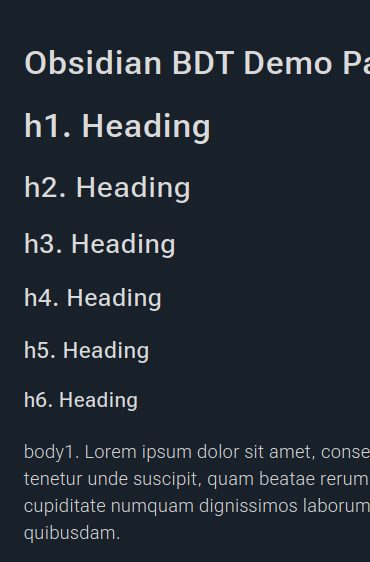 Obsidian BDT Demo Pa
h1. Heading
h2. Heading
h3. Heading
h4. Heading
h5. Heading
h6. Heading
body1. Lorem ipsum dolor sit amet, conse
tenetur unde suscipit, quam beatae rerum
cupiditate numquam dignissimos laborum
quibusdam.